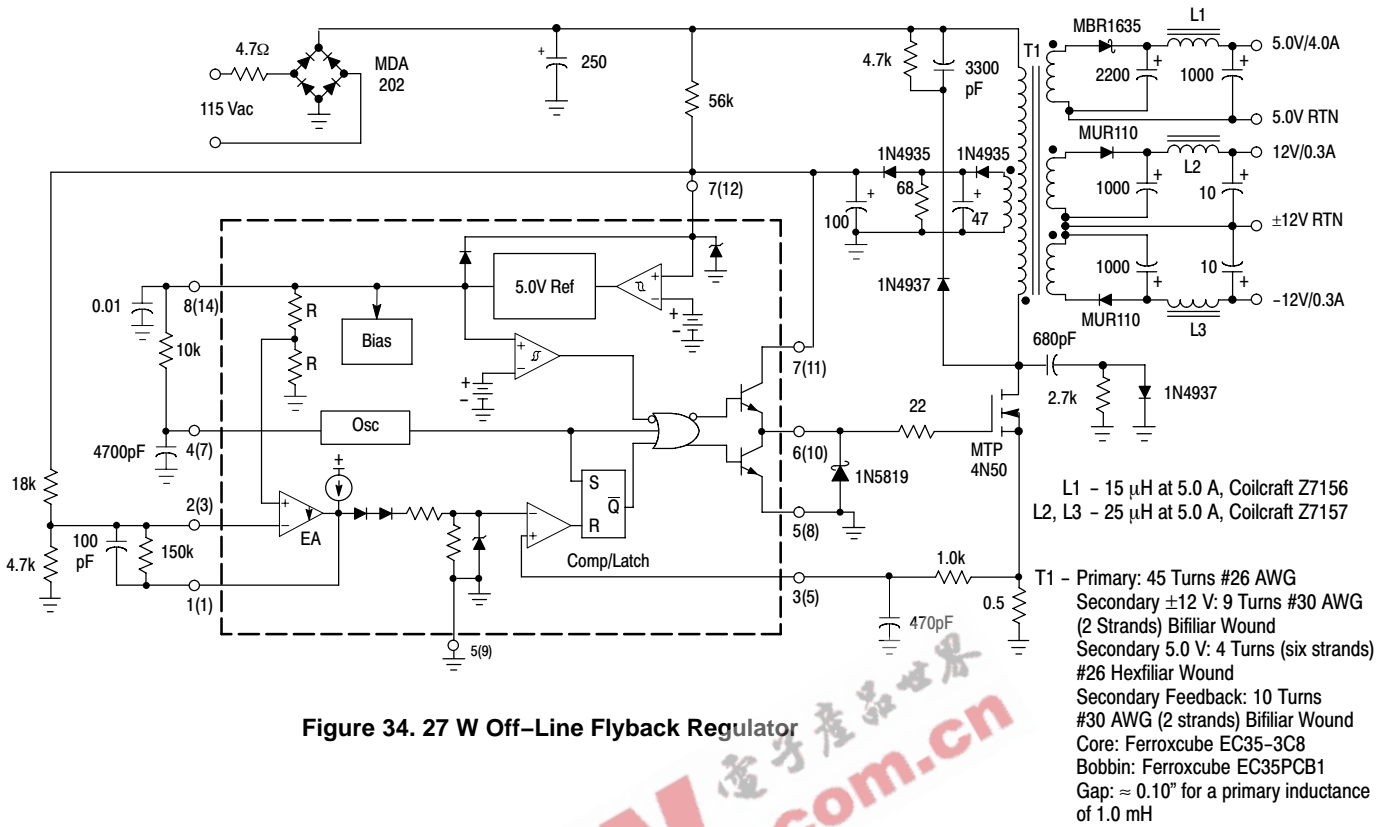 4.7Ω
MDA
202
115 Vac
+
250
56k
4.7k
3300
pF
T1
MBR1635
L1
5.0V/4.0A
2200
+
1000
+
5.0V RTN
MUR110
12V/0.3A
L2
1000
+
10
+
±12V RTN
1000
+
10
+
MUR110
L3
–12V/0.3A
1N4935
1N4935
7(12)
100
+
68
+
47
1N4937
0.01
8(14)
R
R
Bias
5.0V Ref
+
–
+
–
10k
+
–
+
–
7(11)
680pF
2.7k
1N4937
Osc
4700pF
4(7)
22
6(10)
MTP
4N50
1N5819
18k
+
S
Q
R
2(3)
+
–
EA
–
+
5(8)
100
pF
150k
4.7k
Comp/Latch
1(1)
1.0k
3(5)
470pF
0.5
5(9)
L1 – 15 μH at 5.0 A, Coilcraft Z7156
L2, L3 – 25 μH at 5.0 A, Coilcraft Z7157
T1 – Primary: 45 Turns #26 AWG
Secondary ±12 V: 9 Turns #30 AWG
(2 Strands) Bifiliar Wound
Secondary 5.0 V: 4 Turns (six strands)
#26 Hexfiliar Wound
Secondary Feedback: 10 Turns
#30 AWG (2 strands) Bifiliar Wound
Core: Ferroxcube EC35–3C8
Bobbin: Ferroxcube EC35PCB1
Gap: ≈ 0.10" for a primary inductance
of 1.0 mH
Figure 34. 27 W Off–Line Flyback Regulator
电子產品世界
.com.cn